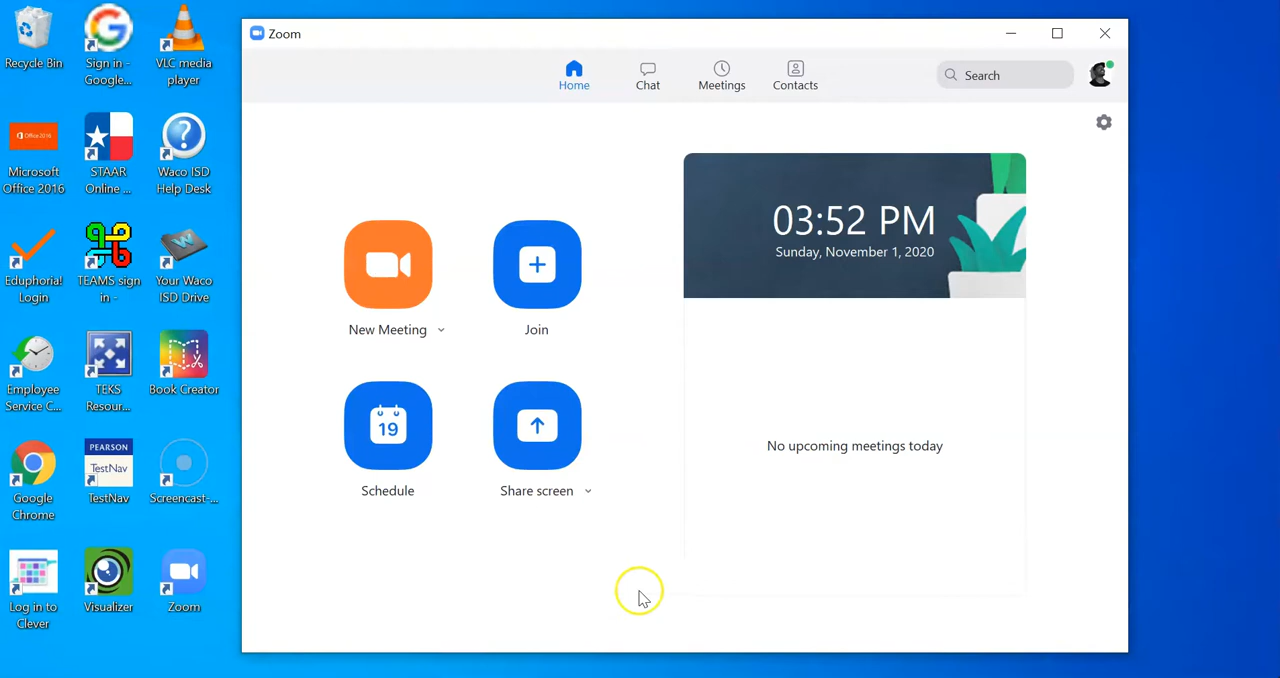 Recycle Bin
Sign in -
Google...
VLC media
player
Microsoft
Office 2016
STAAR
Online ...
Waco ISD
Help Desk
Eduphoria!
Login
TEAMS sign
in -
Your Waco
ISD Drive
Employee
Service C...
TEKS
Resour...
Book Creator
Google
Chrome
PEARSON
TestNav
TestNav
Screencast-...
Log in to
Clever
Visualizer
Zoom
Zoom
Home
Chat
Meetings
Contacts
Search
New Meeting
Join
19
Schedule
Share screen
03:52 PM
Sunday, November 1, 2020
No upcoming meetings today